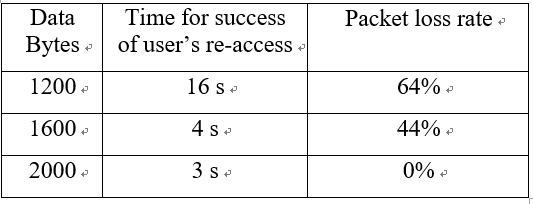 Data Time for success Packet loss rate
Bytes of user's re-access
1200 16 s 64%
1600 4 s 44%
2000 3 s 0%